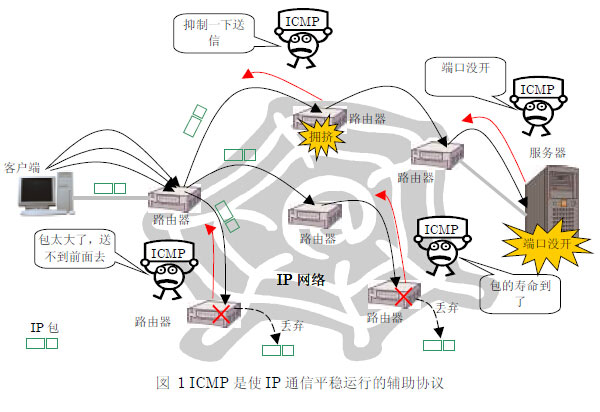 抑制一下送
信
ICMP
端口没开
ICMP
路由器
拥挤
服务器
客户端
路由器
路由器
路由器
端口没开
包太大了，送
不到前面去
ICMP
ICMP
IP 网络
包的寿命到
了
路由器
路由器
丢弃
丢弃
IP 包
图 1 ICMP 是使 IP 通信平稳运行的辅助协议